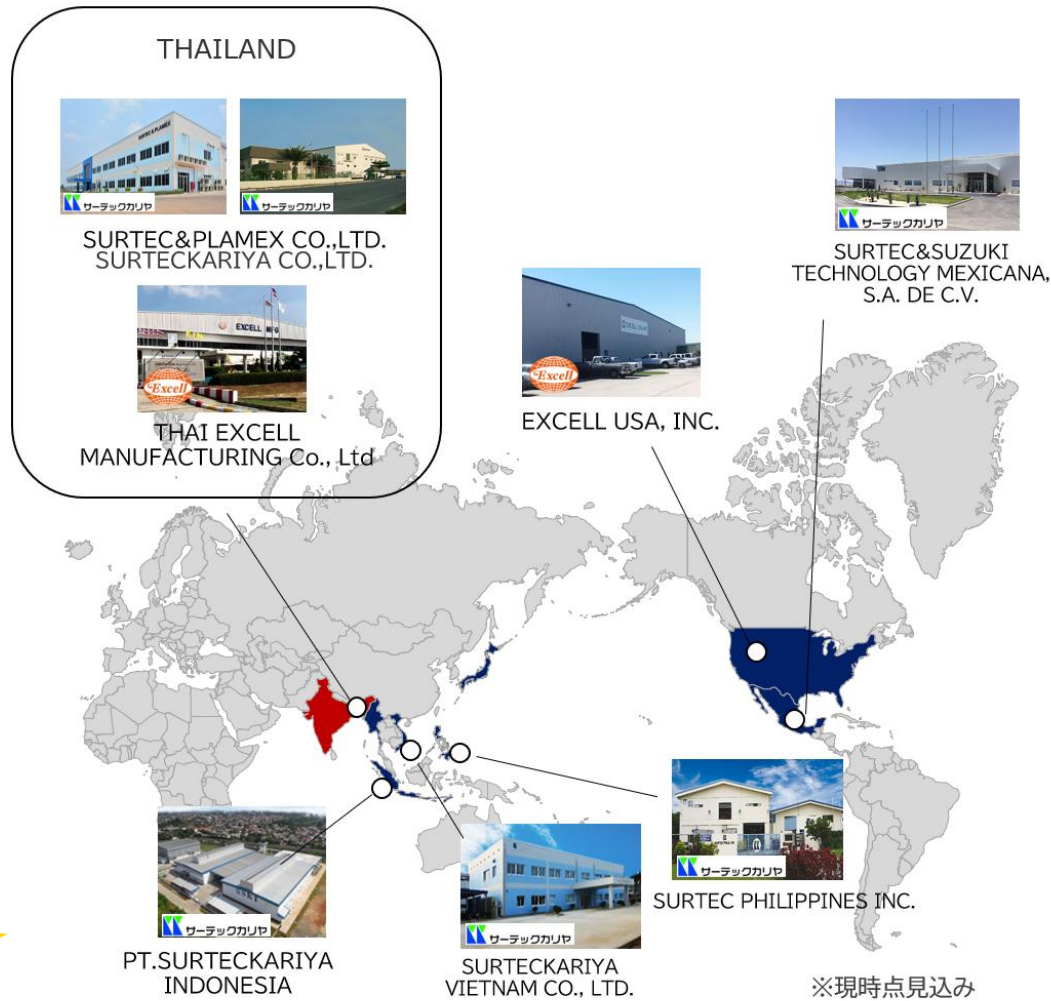 THAILAND
SURTEC & PLAMEX
サーテックカリヤ
サーテックカリヤ
SURTEC&PLAMEX CO.,LTD.
SURTECKARIYA CO.,LTD.
EXCELL MFG
Excell
THAI EXCELL
MANUFACTURING Co., Ltd
Excell
EXCELL USA, INC.
サーテックカリヤ
SURTEC&SUZUKI
TECHNOLOGY MEXICANA,
S.A. DE C.V.
サーテックカリヤ
PT.SURTECKARIYA
INDONESIA
サーテックカリヤ
SURTECKARIYA
VIETNAM CO., LTD.
サーテックカリヤ
SURTEC PHILIPPINES INC.
※現時点見込み